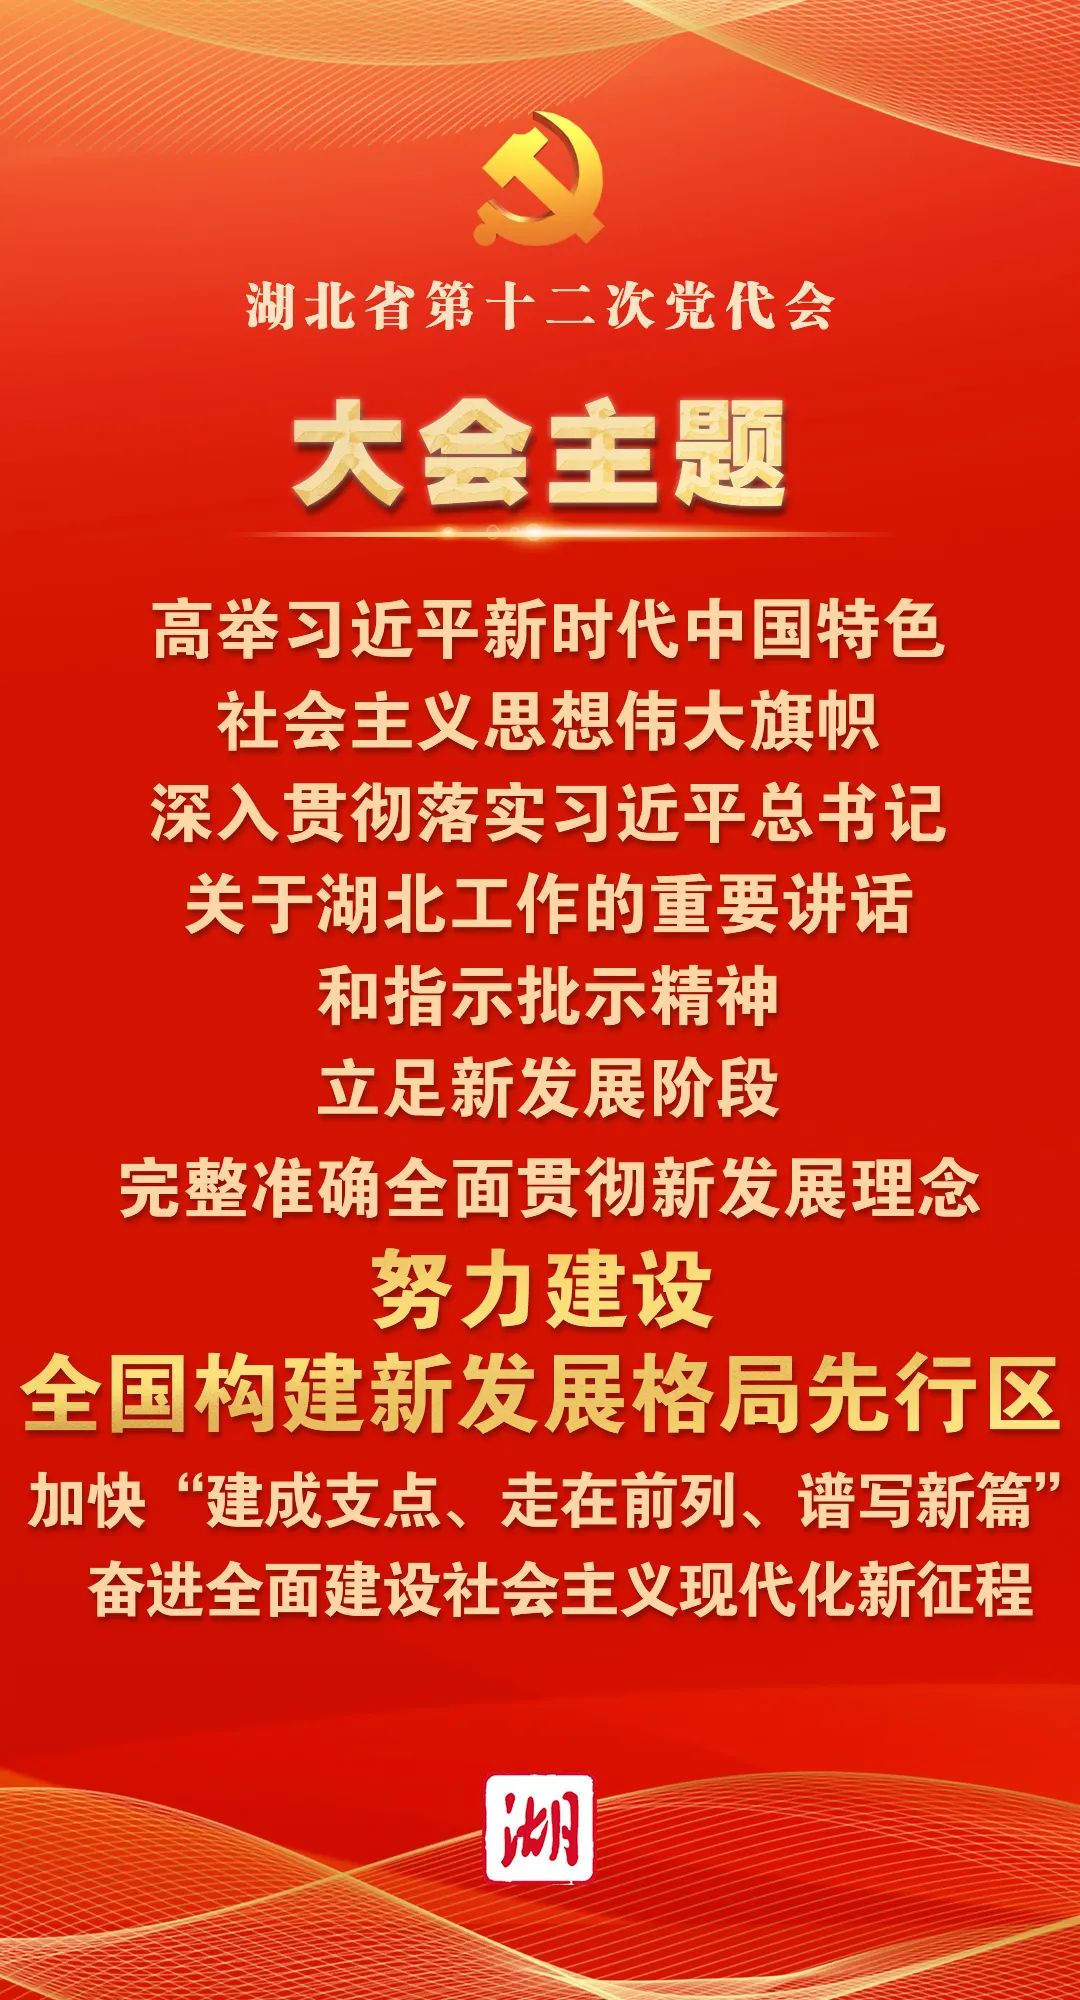 湖北省第十二次党代会
大会主题
高举习近平新时代中国特色
社会主义思想伟大旗帜
深入贯彻落实习近平总书记
关于湖北工作的重要讲话
和指示批示精神
立足新发展阶段
完整准确全面贯彻新发展理念
努力建设
全国构建新发展格局先行区
加快“建成支点、走在前列、谱写新篇”
奋进全面建设社会主义现代化新征程
湖